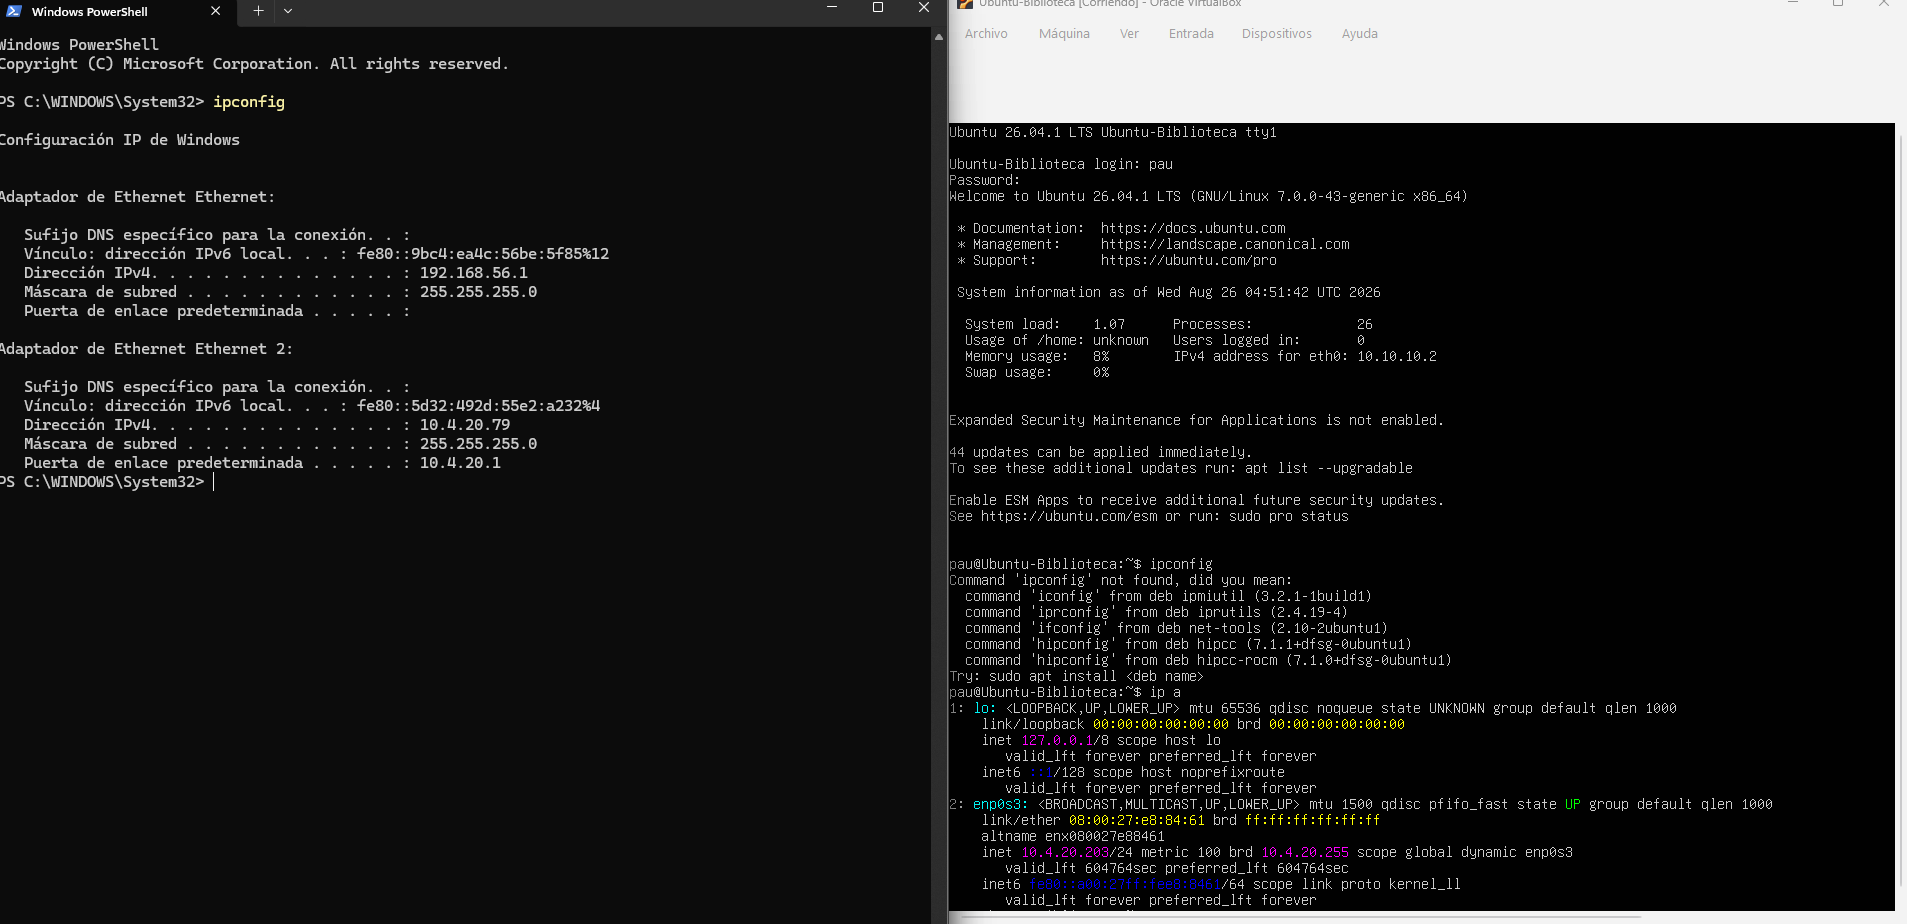 Windows PowerShell
Windows PowerShell
Copyright (C) Microsoft Corporation. All rights reserved.
PS C:\WINDOWS\System32> ipconfig
Configuración IP de Windows
Adaptador de Ethernet Ethernet:
Sufijo DNS específico para la conexión. . :
Vínculo: dirección IPv6 local. . . : fe80::9bc4:ea4c:56be:5f85%12
Dirección IPv4. . . . . . . . . . . . . . : 192.168.56.1
Máscara de subred . . . . . . . . . . . . : 255.255.255.0
Puerta de enlace predeterminada . . . . . :
Adaptador de Ethernet Ethernet 2:
Sufijo DNS específico para la conexión. . :
Vínculo: dirección IPv6 local. . . : fe80::5d32:492d:55e2:a232%4
Dirección IPv4. . . . . . . . . . . . . . : 10.4.20.79
Máscara de subred . . . . . . . . . . . . : 255.255.255.0
Puerta de enlace predeterminada . . . . . : 10.4.20.1
PS C:\WINDOWS\System32>
Ubuntu-Biblioteca [Corriendo] - Oracle VirtualBox
Archivo Máquina Ver Entrada Dispositivos Ayuda
Ubuntu 26.04.1 LTS Ubuntu-Biblioteca tty1
Ubuntu-Biblioteca login: pau
Password:
Welcome to Ubuntu 26.04.1 LTS (GNU/Linux 7.0.0-43-generic x86_64)
* Documentation: https://docs.ubuntu.com
* Management: https://landscape.canonical.com
* Support: https://ubuntu.com/pro
System information as of Wed Aug 26 04:51:42 UTC 2026
System load: 1.07 Processes: 26
Usage of /home: unknown Users logged in: 0
Memory usage: 8% IPv4 address for eth0: 10.10.10.2
Swap usage: 0%
Expanded Security Maintenance for Applications is not enabled.
44 updates can be applied immediately.
To see these additional updates run: apt list --upgradable
Enable ESM Apps to receive additional future security updates.
See https://ubuntu.com/esm or run: sudo pro status
pau@Ubuntu-Biblioteca:~$ ipconfig
Command 'ipconfig' not found, did you mean:
command 'iconfig' from deb ipmiutil (3.2.1-1build1)
command 'iprconfig' from deb iprutils (2.4.19-4)
command 'ifconfig' from deb net-tools (2.10-2ubuntu1)
command 'hipconfig' from deb hipcc (7.1.1+dfsg-0ubuntu1)
command 'hipconfig' from deb hipcc-rocm (7.1.0+dfsg-0ubuntu1)
Try: sudo apt install <deb name>
pau@Ubuntu-Biblioteca:~$ ip a
1: lo: <LOOPBACK,UP,LOWER_UP> mtu 65536 qdisc noqueue state UNKNOWN group default qlen 1000
link/loopback 00:00:00:00:00:00 brd 00:00:00:00:00:00
inet 127.0.0.1/8 scope host lo
valid_lft forever preferred_lft forever
inet6 ::1/128 scope host noprefixroute
valid_lft forever preferred_lft forever
2: enp0s3: <BROADCAST,MULTICAST,UP,LOWER_UP> mtu 1500 qdisc pfifo_fast state UP group default qlen 1000
link/ether 08:00:27:e8:84:61 brd ff:ff:ff:ff:ff:ff
altname enx080027e88461
inet 10.4.20.203/24 metric 100 brd 10.4.20.255 scope global dynamic enp0s3
valid_lft 604764sec preferred_lft 604764sec
inet6 fe80::a00:27ff:fee8:8461/64 scope link proto kernel_ll
valid_lft forever preferred_lft forever